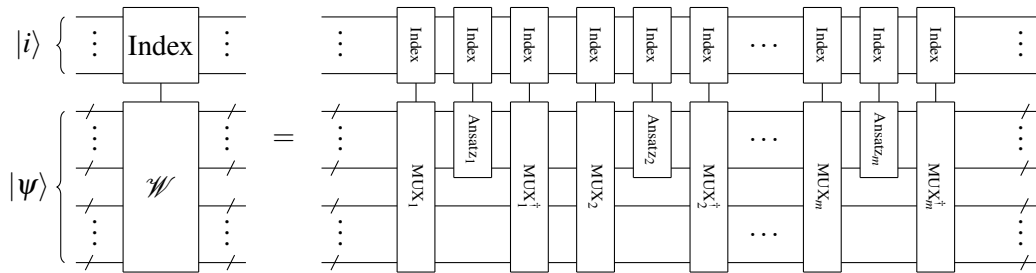 |i⟩ Index Index Index Index Index Index Index ⋯ Index Index Index
|ψ⟩ 𝒲 = MUX₁ Ansatz₁ MUX₁† MUX₂ Ansatz₂ MUX₂† ⋯ MUXₘ Ansatzₘ MUXₘ†